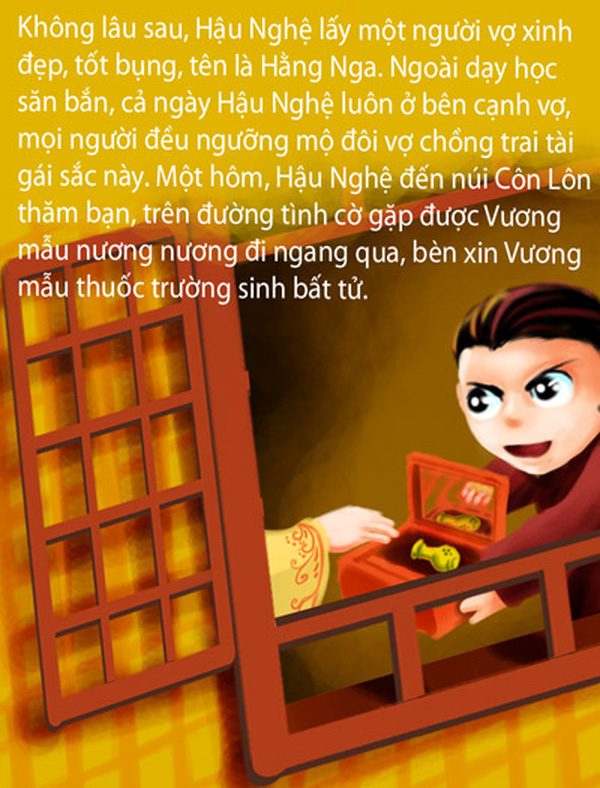 Không lâu sau, Hậu Nghệ lấy một người vợ xinh
đẹp, tốt bụng, tên là Hằng Nga. Ngoài dạy học
săn bắn, cả ngày Hậu Nghệ luôn ở bên cạnh vợ,
mọi người đều ngưỡng mộ đôi vợ chồng trai tài
gái sắc này. Một hôm, Hậu Nghệ đến núi Côn Lôn
thăm bạn, trên đường tình cờ gặp được Vương
mẫu nương nương đi ngang qua, bèn xin Vương
mẫu thuốc trường sinh bất tử.